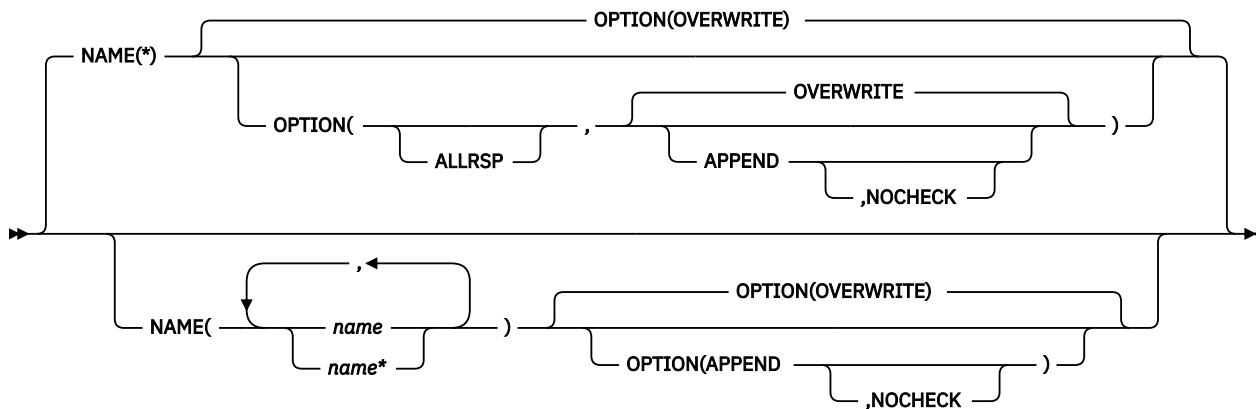 OPTION(OVERWRITE)
NAME(*)
OVERWRITE
OPTION( , )
ALLRSP
APPEND
,NOCHECK
,
OPTION(OVERWRITE)
NAME( name )
name*
OPTION(APPEND )
,NOCHECK